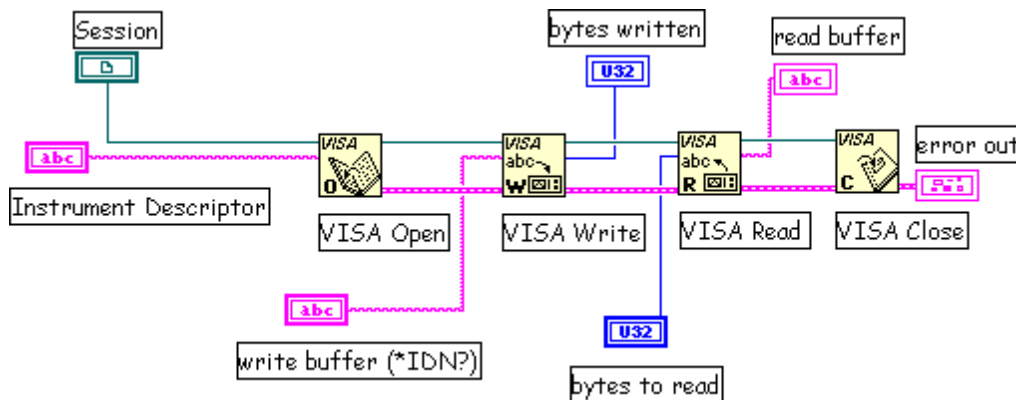 Session
bytes written
read buffer
U32
abc
VISA
VISA
abc
W
VISA
abc
R
VISA
C
error out
abc
O
Instrument Descriptor
VISA Open
VISA Write
VISA Read
VISA Close
abc
U32
write buffer (*IDN?)
bytes to read